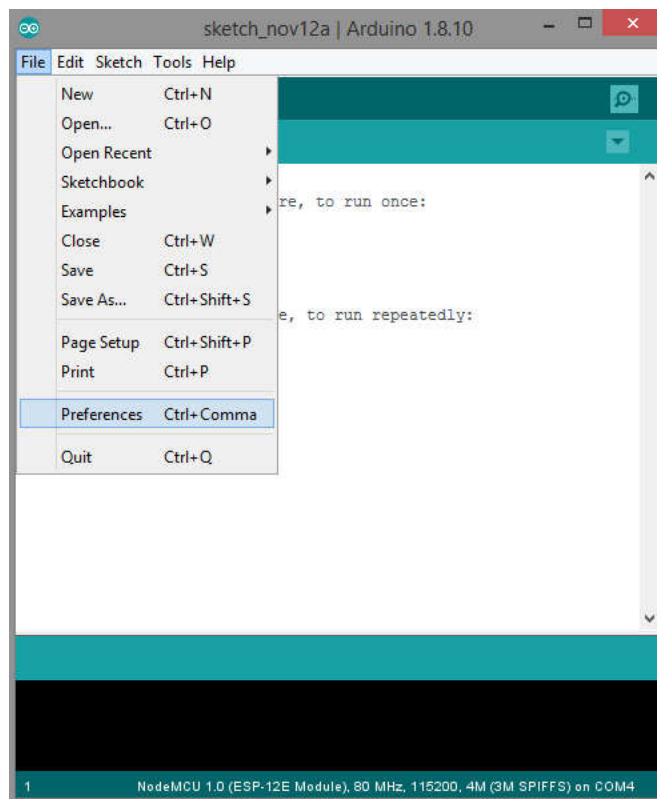 sketch_nov12a | Arduino 1.8.10
File Edit Sketch Tools Help
New Ctrl+N
Open... Ctrl+O
Open Recent
Sketchbook
Examples
re, to run once:
Close Ctrl+W
Save Ctrl+S
Save As... Ctrl+Shift+S
e, to run repeatedly:
Page Setup Ctrl+Shift+P
Print Ctrl+P
Preferences Ctrl+Comma
Quit Ctrl+Q
1 NodeMCU 1.0 (ESP-12E Module), 80 MHz, 115200, 4M (3M SPIFFS) on COM4